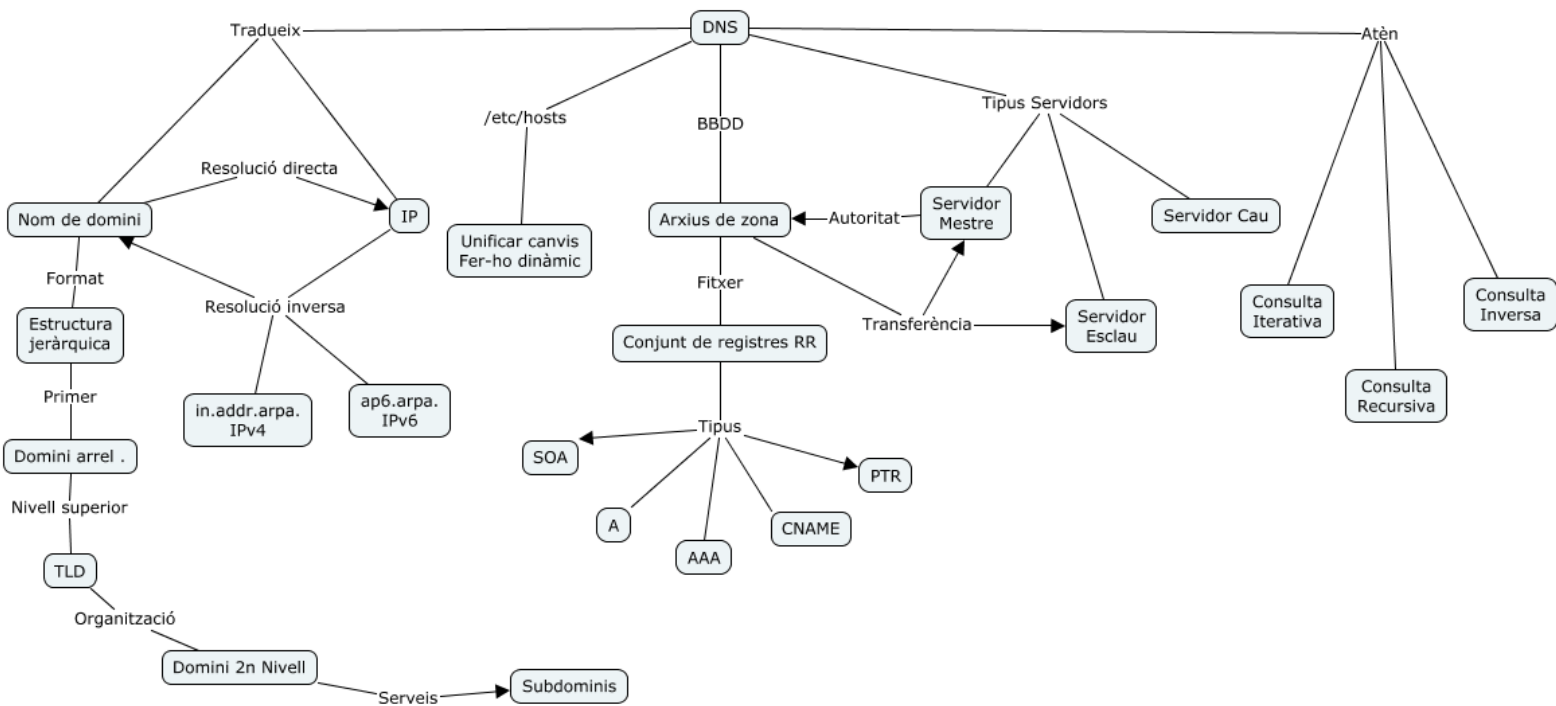 DNS
Tradueix
Atèn
Tipus Servidors
/etc/hosts
BBDD
Resolució directa
Nom de domini
IP
Unificar canvis
Fer-ho dinàmic
Arxius de zona
Autoritat
Servidor
Mestre
Servidor Cau
Format
Resolució inversa
Fitxer
Transferència
Servidor
Esclau
Consulta
Iterativa
Consulta
Inversa
Estructura
jeràrquica
Conjunt de registres RR
Consulta
Recursiva
Primer
in.addr.arpa.
IPv4
ap6.arpa.
IPv6
Tipus
Domini arrel .
SOA
PTR
Nivell superior
A
CNAME
AAA
TLD
Organització
Domini 2n Nivell
Serveis
Subdominis